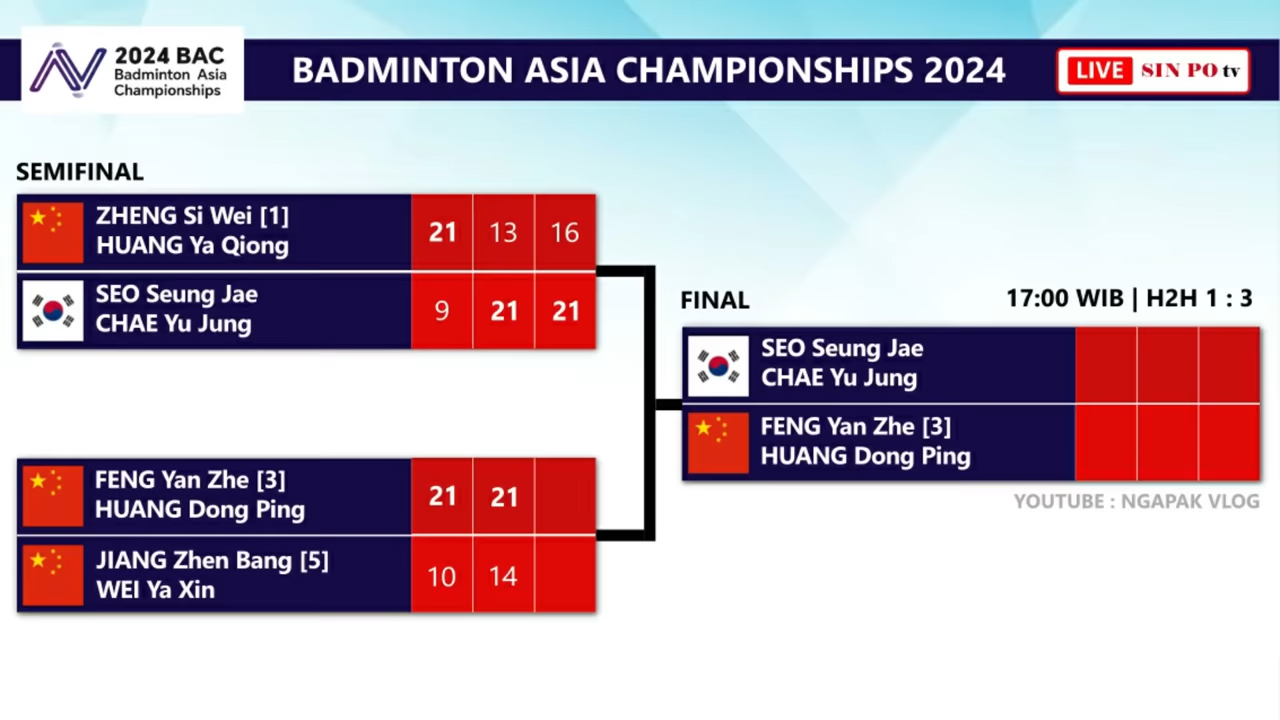 2024 BAC
Badminton Asia
Championships
BADMINTON ASIA CHAMPIONSHIPS 2024
LIVE SIN PO tv
SEMIFINAL
ZHENG Si Wei [1]
HUANG Ya Qiong
21 13 16
SEO Seung Jae
CHAE Yu Jung
9 21 21
FENG Yan Zhe [3]
HUANG Dong Ping
21 21
JIANG Zhen Bang [5]
WEI Ya Xin
10 14
FINAL
17:00 WIB | H2H 1 : 3
SEO Seung Jae
CHAE Yu Jung
FENG Yan Zhe [3]
HUANG Dong Ping
YOUTUBE : NGAPAK VLOG